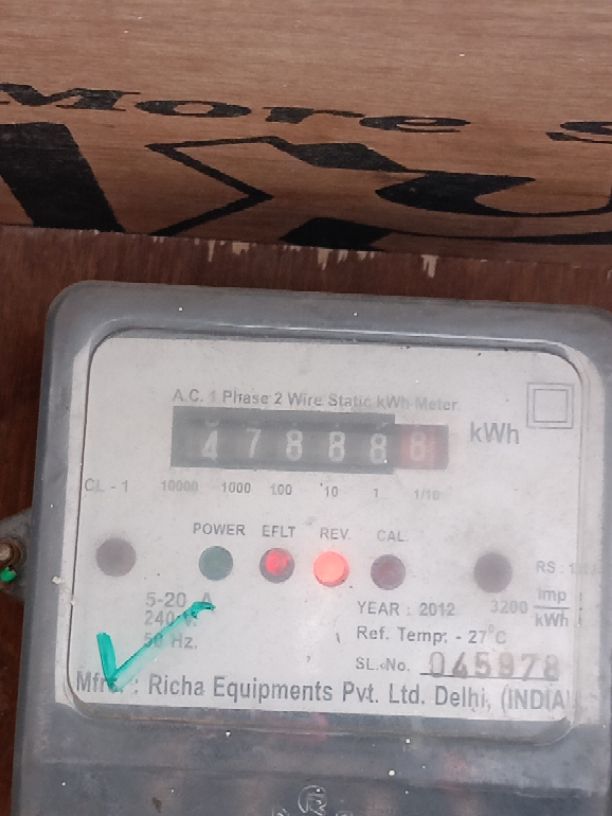 More
A.C. 1 Phase 2 Wire Static kWh Meter
478888 kWh
CL - 1 10000 1000 100 10 1 1/10
POWER EFLT REV. CAL.
5-20 A
240 V.
50 Hz.
YEAR : 2012 3200 imp/kWh
Ref. Temp. - 27°C
SL. No. 045978
Mfrd. : Richa Equipments Pvt. Ltd. Delhi, (INDIA)